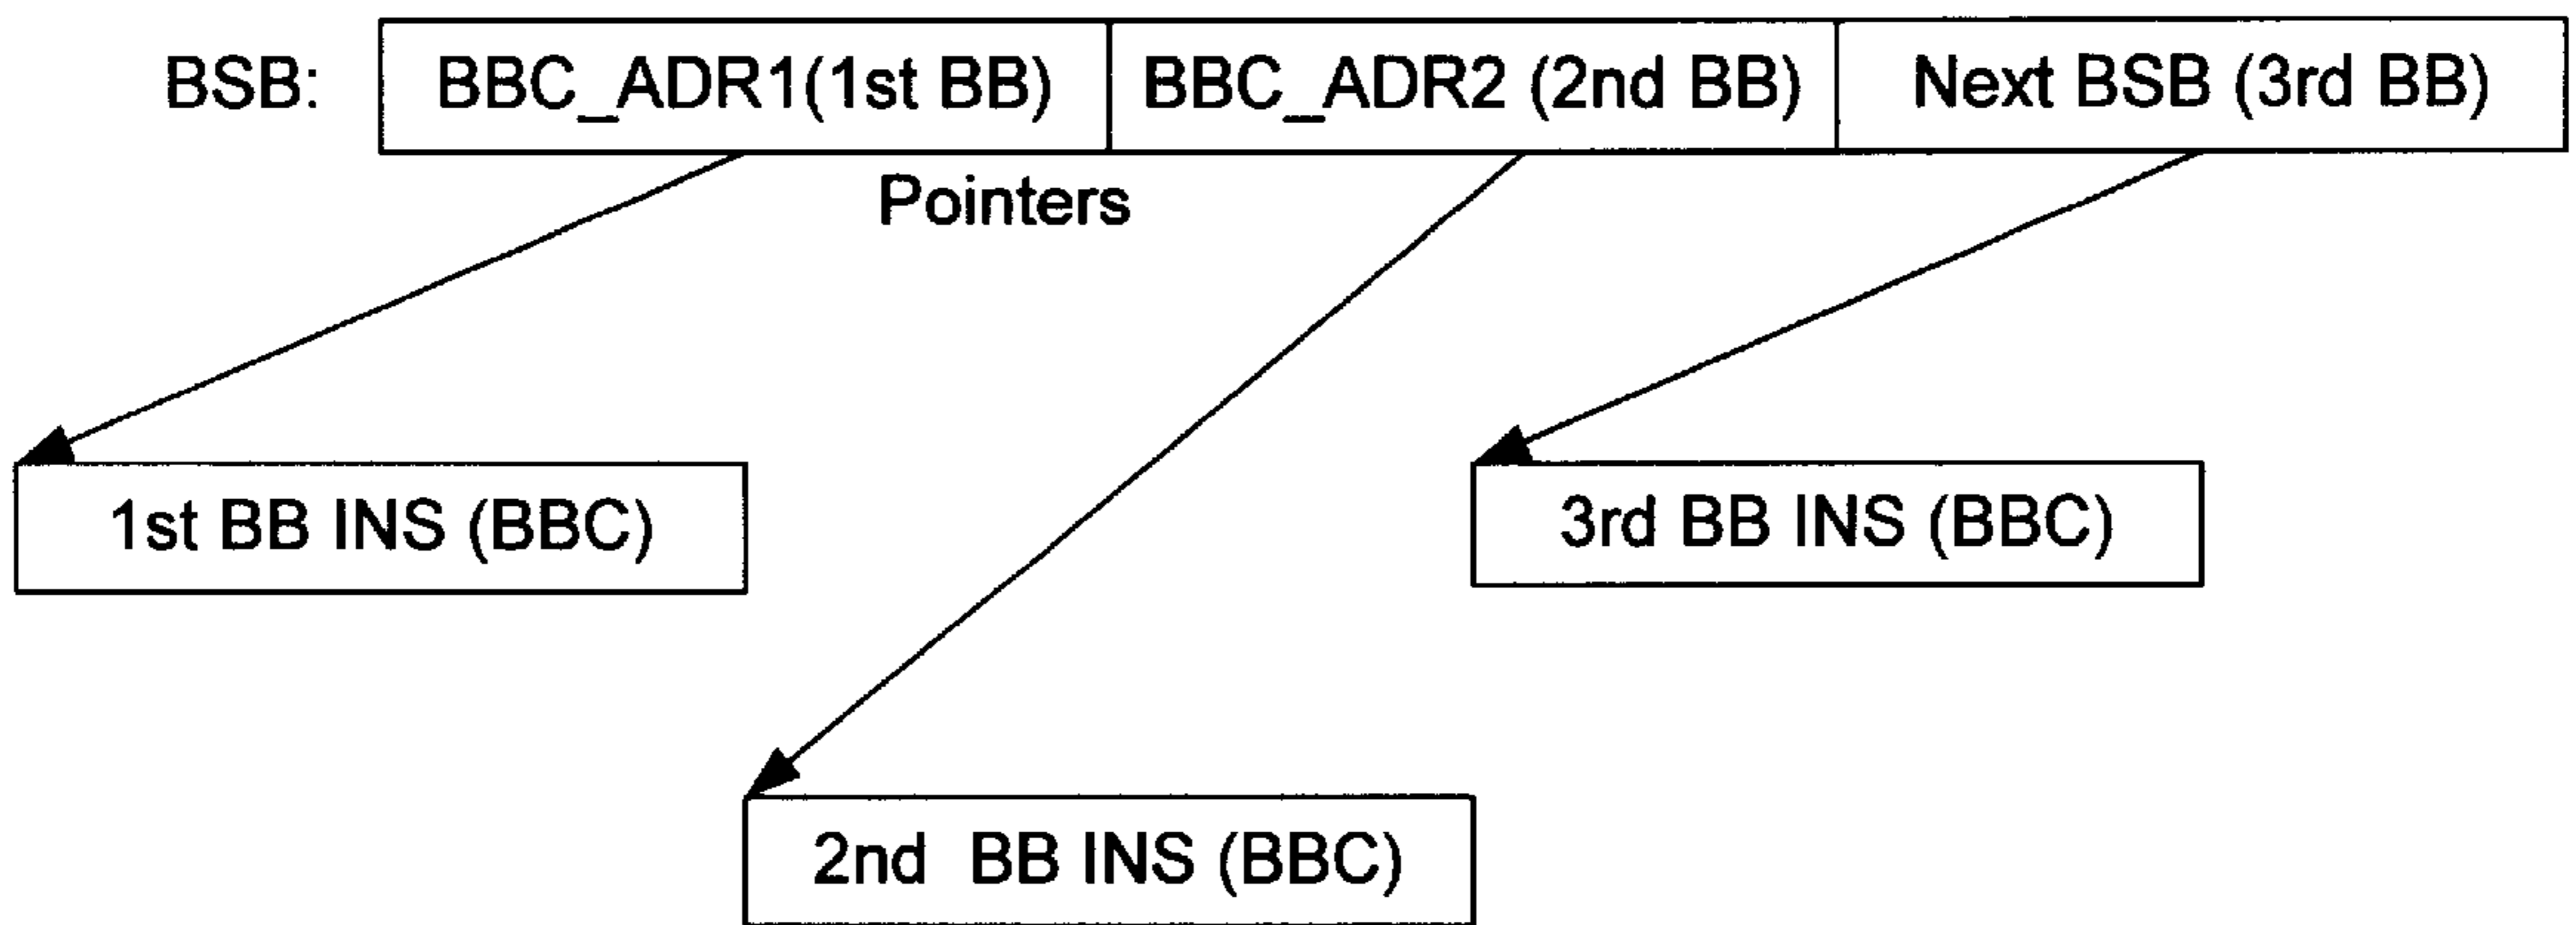 BSB: BBC_ADR1(1st BB) BBC_ADR2 (2nd BB) Next BSB (3rd BB)
Pointers
1st BB INS (BBC) 3rd BB INS (BBC)
2nd BB INS (BBC)